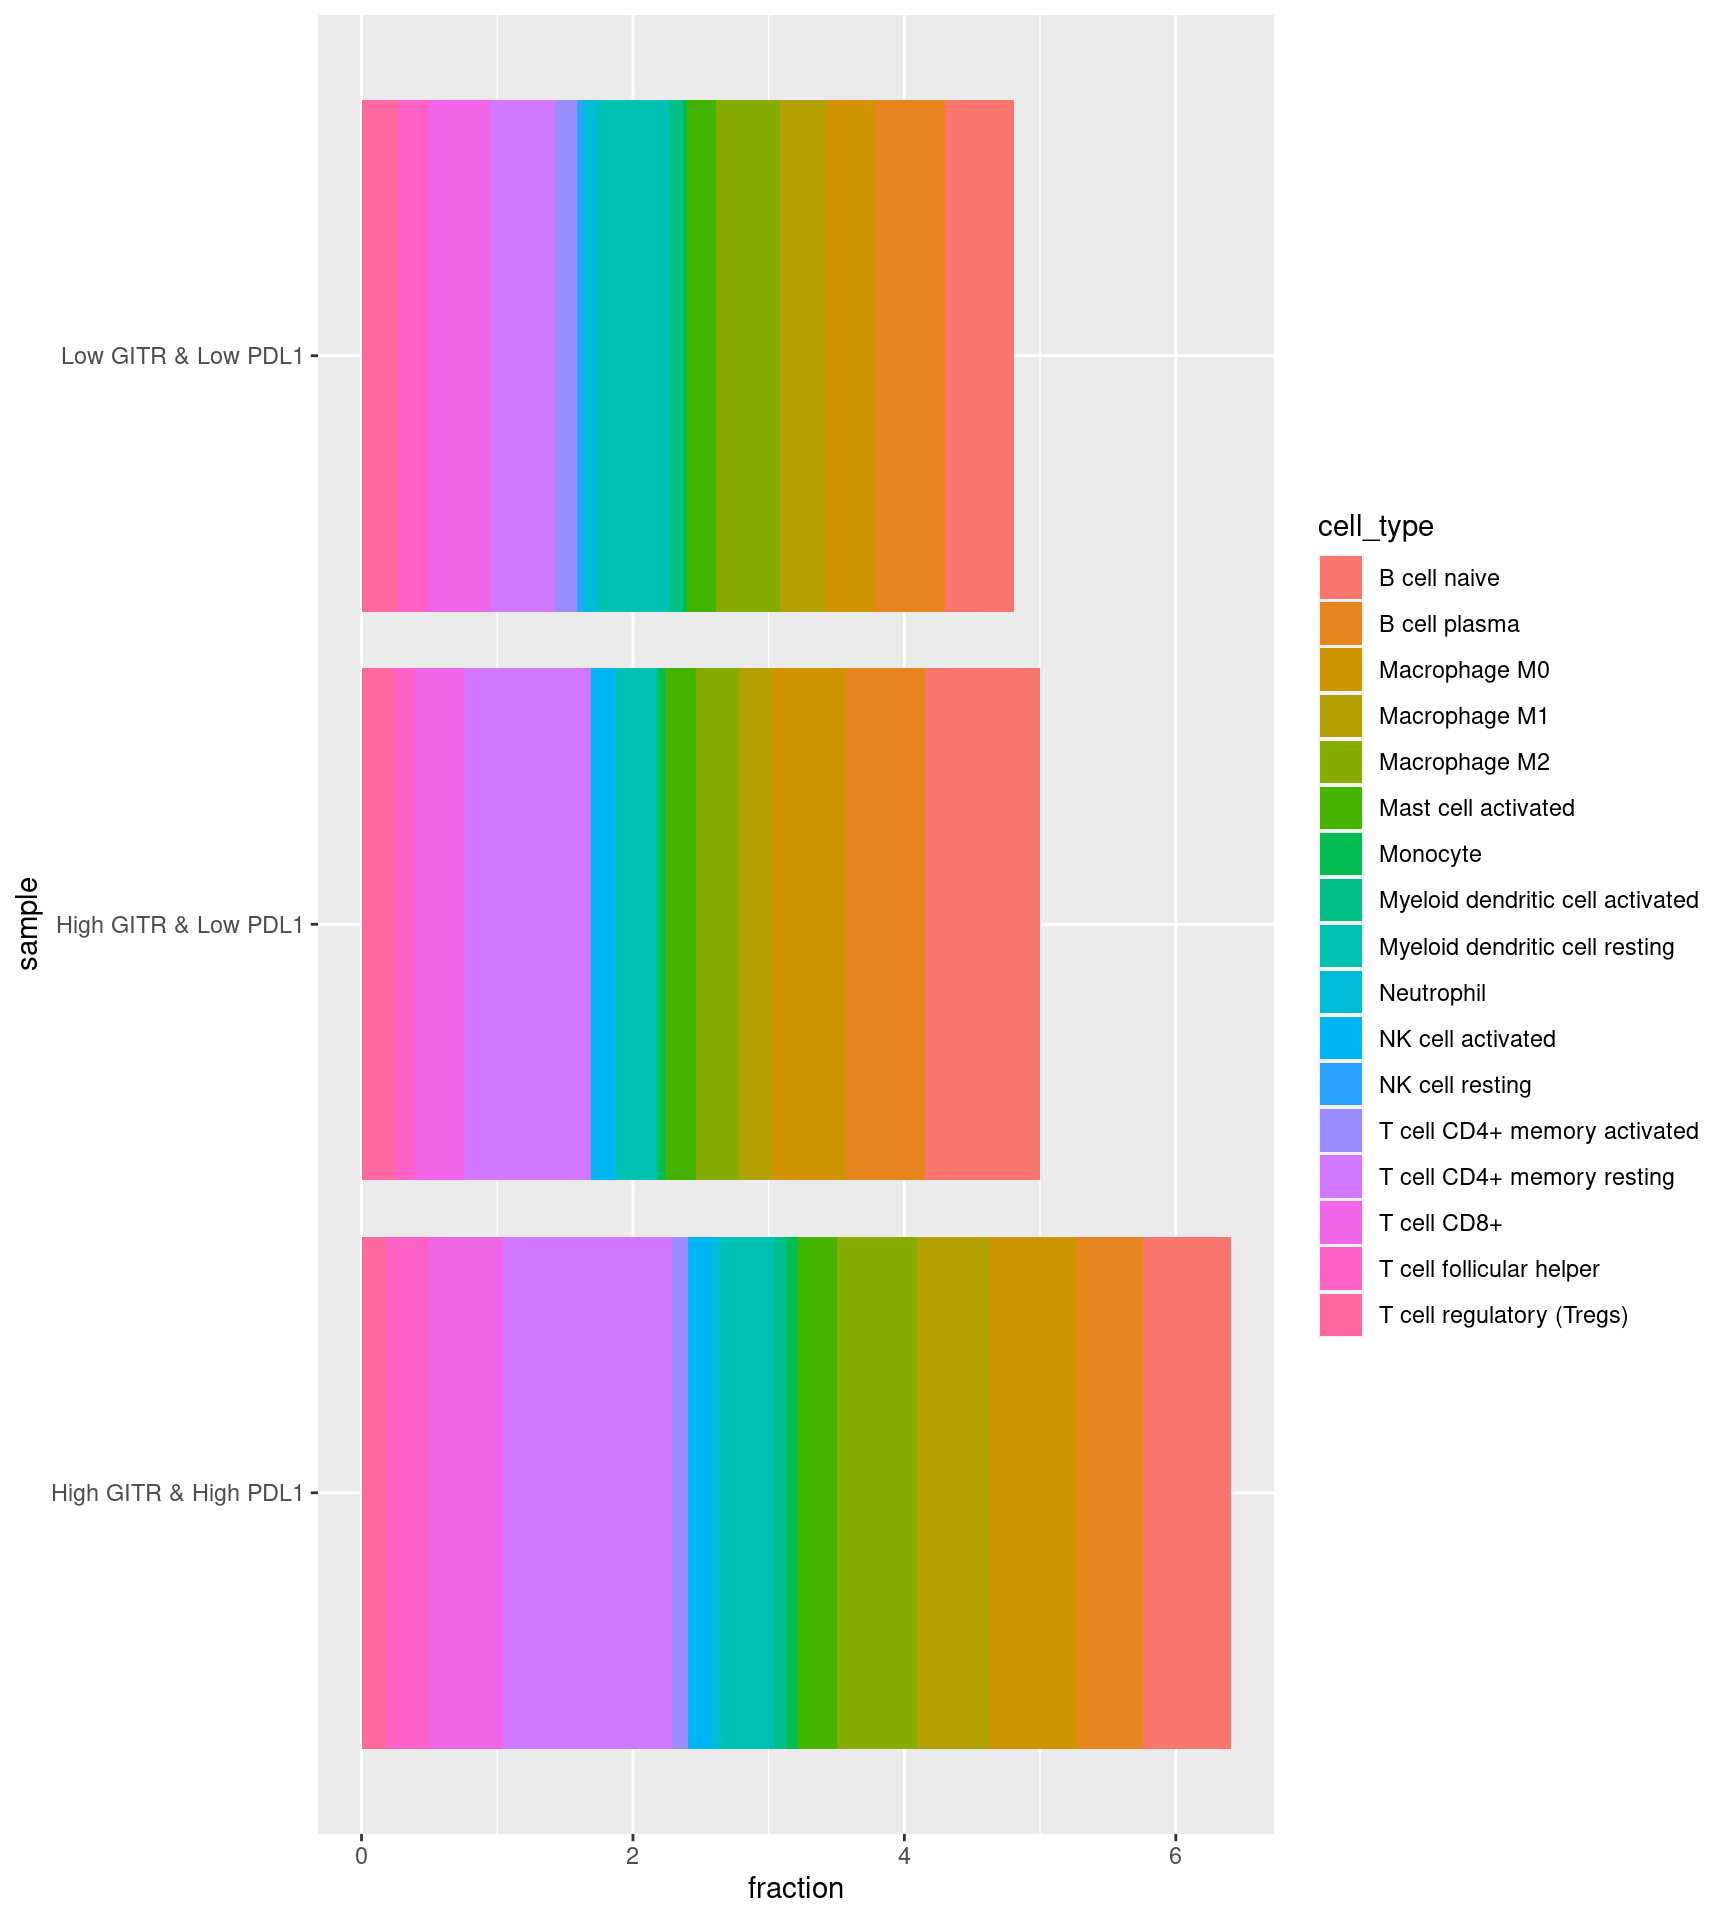 Low GITR & Low PDL1
High GITR & Low PDL1
High GITR & High PDL1
sample
0 2 4 6
fraction
cell_type
B cell naive
B cell plasma
Macrophage M0
Macrophage M1
Macrophage M2
Mast cell activated
Monocyte
Myeloid dendritic cell activated
Myeloid dendritic cell resting
Neutrophil
NK cell activated
NK cell resting
T cell CD4+ memory activated
T cell CD4+ memory resting
T cell CD8+
T cell follicular helper
T cell regulatory (Tregs)